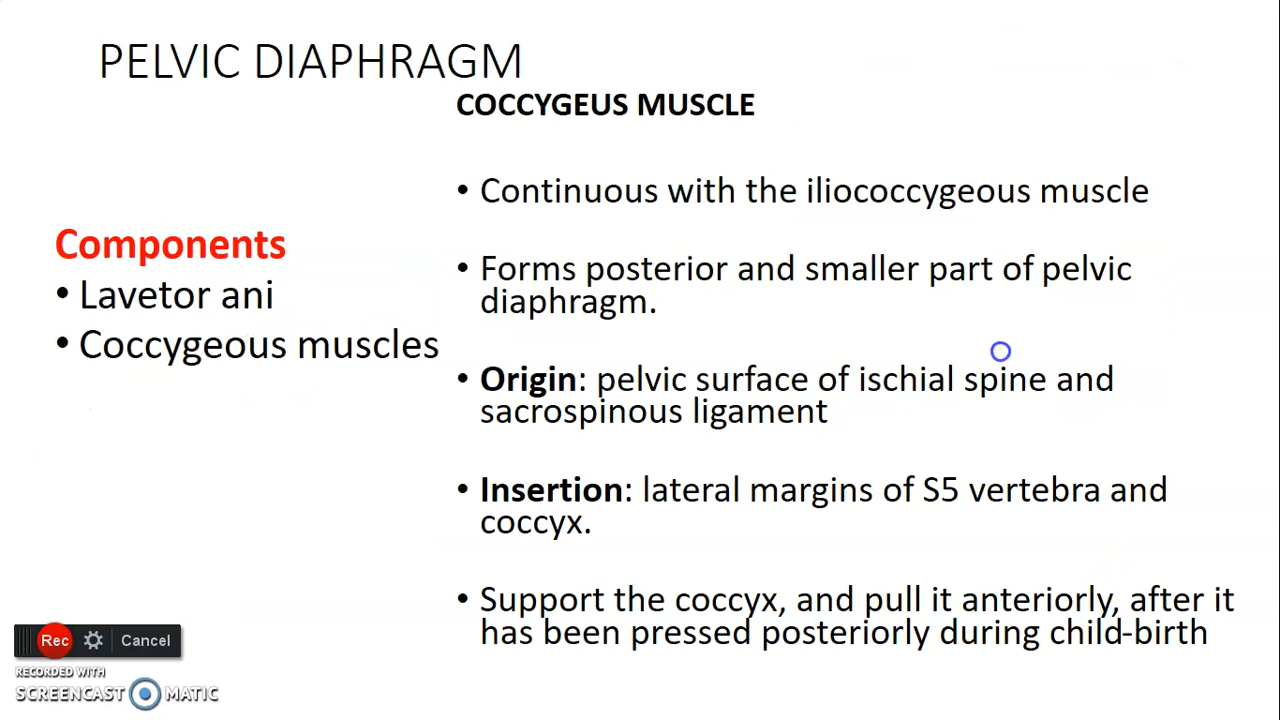 PELVIC DIAPHRAGM
COCCYGEUS MUSCLE
• Continuous with the iliococcygeous muscle
Components
• Lavetor ani
• Coccygeous muscles
• Forms posterior and smaller part of pelvic
diaphragm.
• Origin: pelvic surface of ischial spine and
sacrospinous ligament
• Insertion: lateral margins of S5 vertebra and
coccyx.
• Support the coccyx, and pull it anteriorly, after it
has been pressed posteriorly during child-birth
Rec Cancel
RECORDED WITH
SCREENCAST MATIC